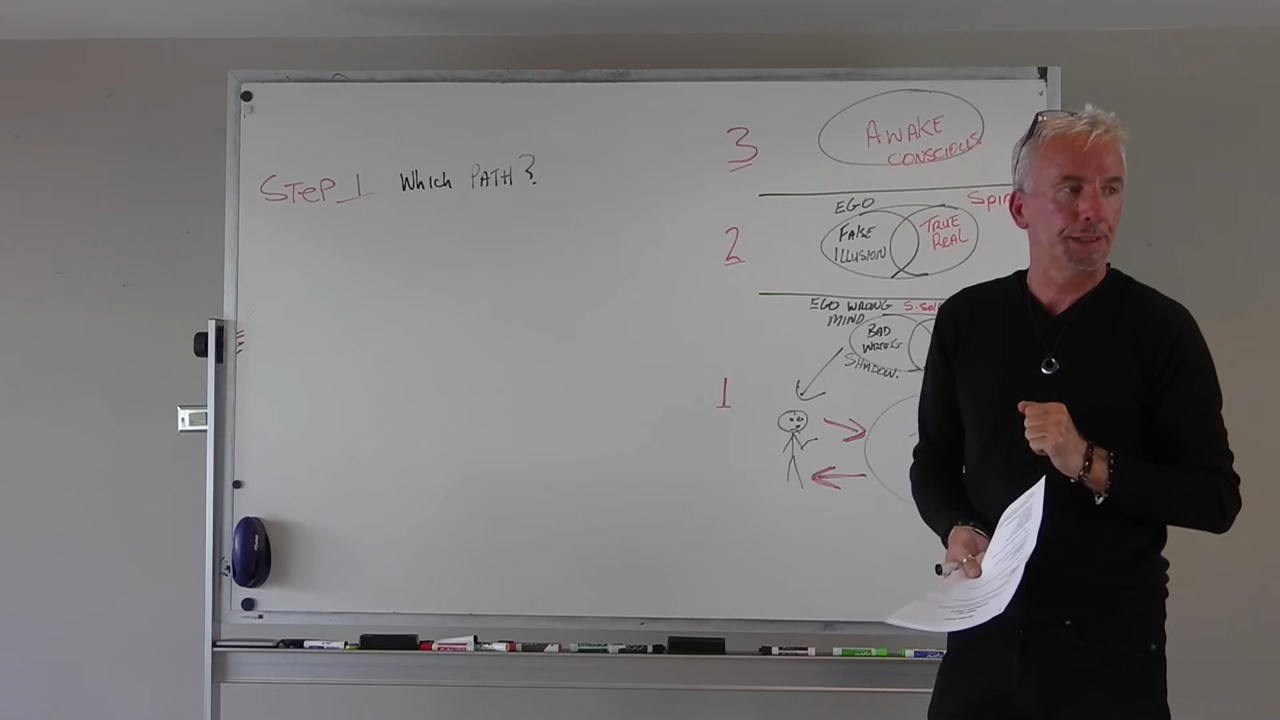 STeP 1 Which PATH?
3
AWAKE
CONSCIOUS
EGO
2
FAlSE
IllUSION
TRUE
REAL
EGO WRONG
MIND
BAD
SHADOW.
1